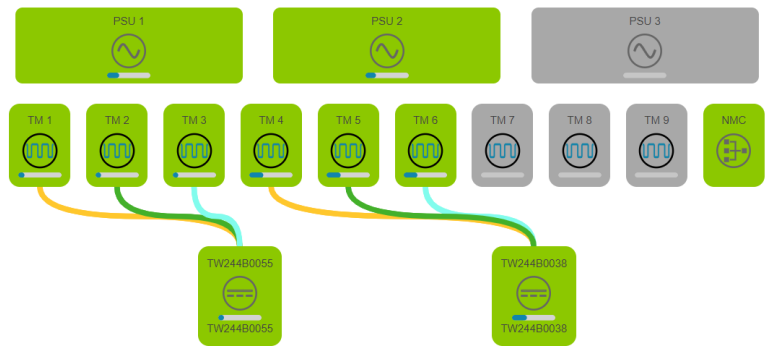 PSU 1
PSU 2
PSU 3
TM 1
TM 2
TM 3
TM 4
TM 5
TM 6
TM 7
TM 8
TM 9
NMC
TW244B0055
TW244B0038
TW244B0055
TW244B0038